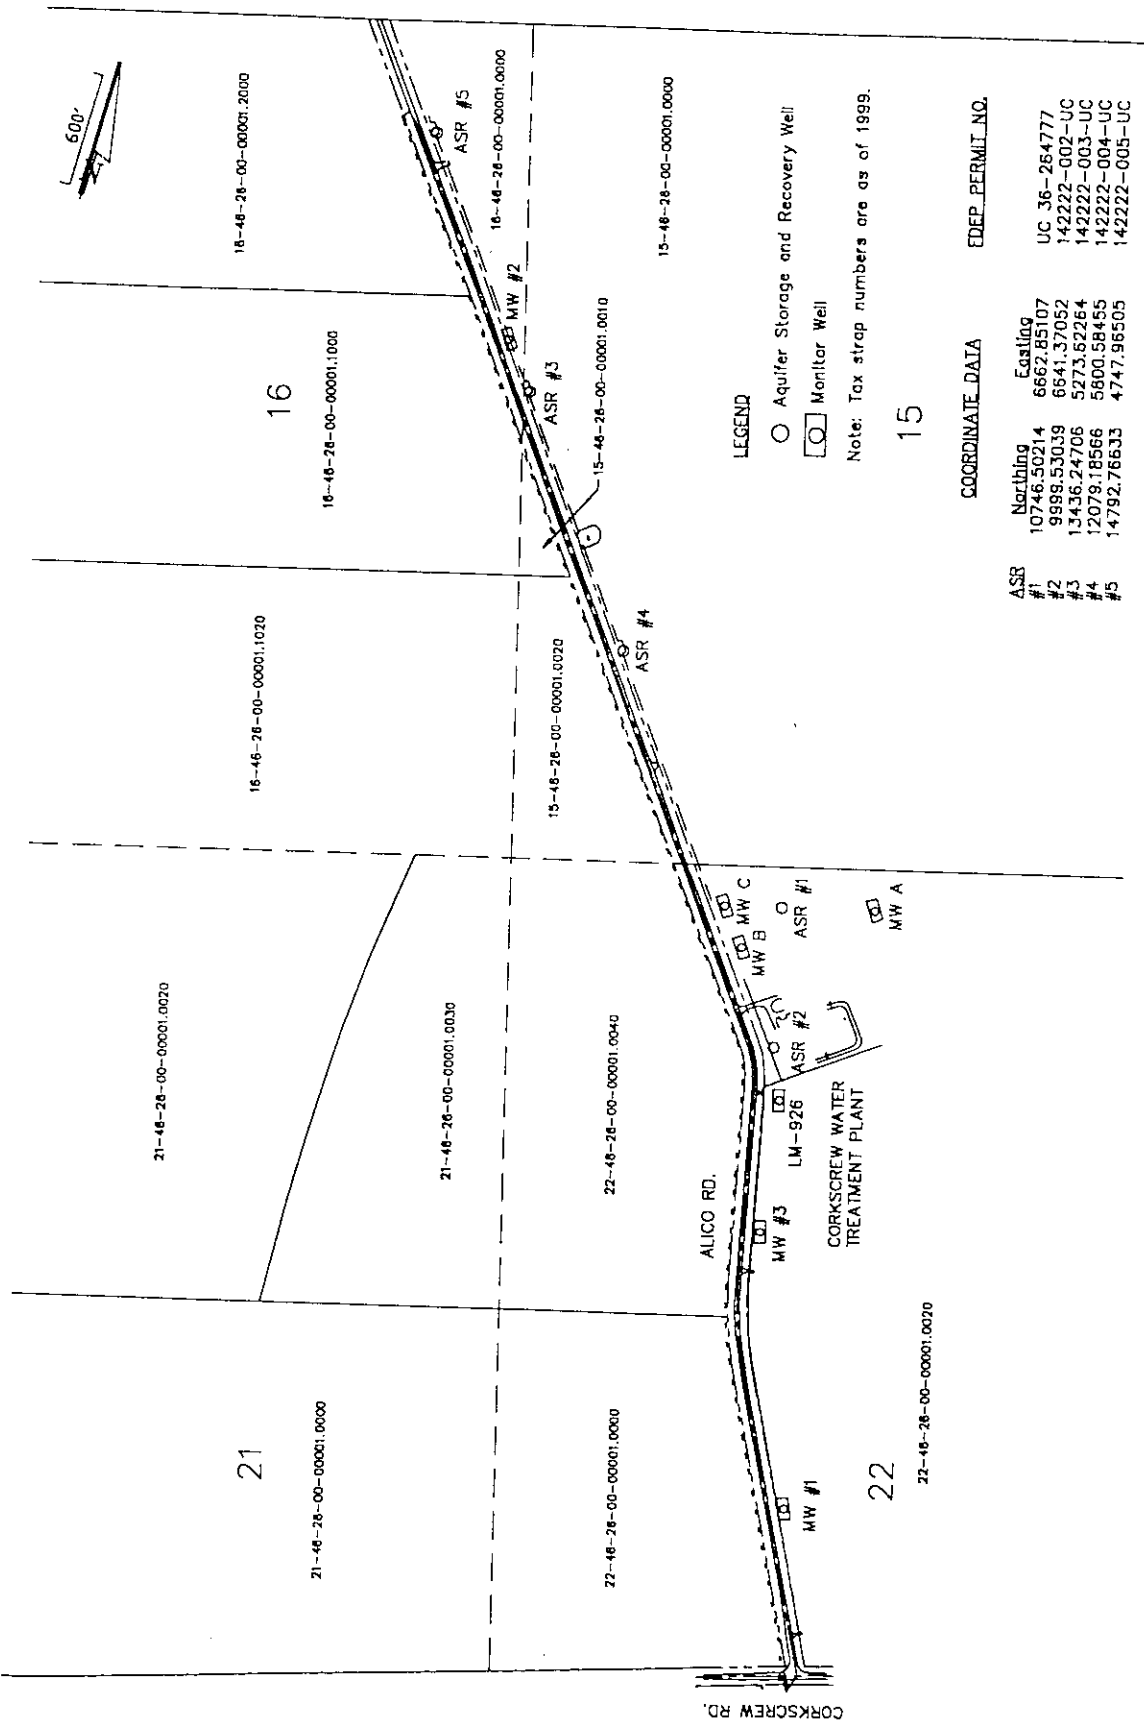 600'
16-46-26-00-00001.2000
ASR #5
16-46-26-00-00001.0000
15-46-26-00-00001.0000
16
16-46-26-00-00001.1000
MW #2
ASR #3
15-46-26-00-00001.0010
16-46-26-00-00001.1020
15-46-26-00-00001.0020
ASR #4
LEGEND
Aquifer Storage and Recovery Well
Monitor Well
Note: Tax strap numbers are as of 1999.
15
COORDINATE DATA
FDEP PERMIT NO.
ASR Northing Easting
#1 10746.50214 6662.85107 UC 36-264777
#2 9999.53039 6641.37052 142222-002-UC
#3 13436.24706 5273.62264 142222-003-UC
#4 12079.18566 5800.58455 142222-004-UC
#5 14792.76633 4747.96505 142222-005-UC
21-46-26-00-00001.0020
21-46-26-00-00001.0030
22-46-26-00-00001.0040
MW C
MW B
ASR #1
MW A
ASR #2
LM-926
ALICO RD.
MW #3
CORKSCREW WATER
TREATMENT PLANT
21
21-46-26-00-00001.0000
22-46-26-00-00001.0000
MW #1
22
22-46-26-00-00001.0020
CORKSCREW RD.